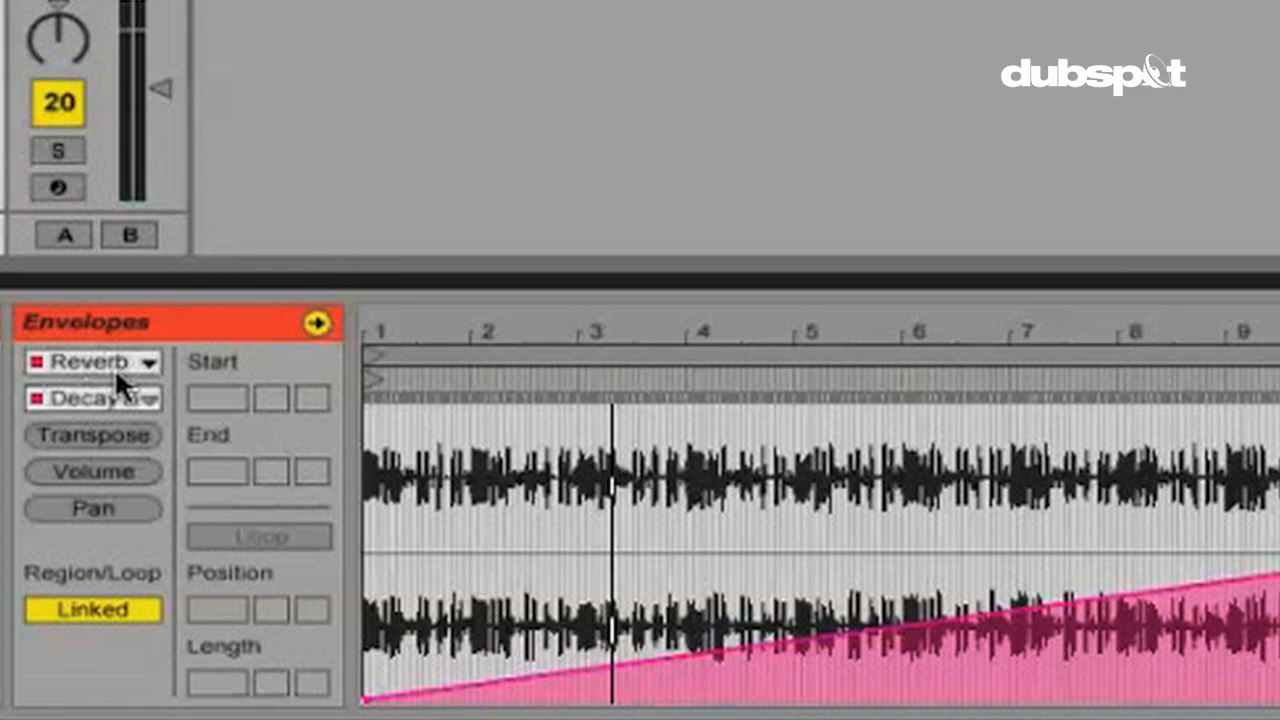 dubspot
20
S
A B
Envelopes
1 2 3 4 5 6 7 8 9
Reverb Start
Decay
Transpose End
Volume
Pan
Loop
Region/Loop Position
Linked
Length